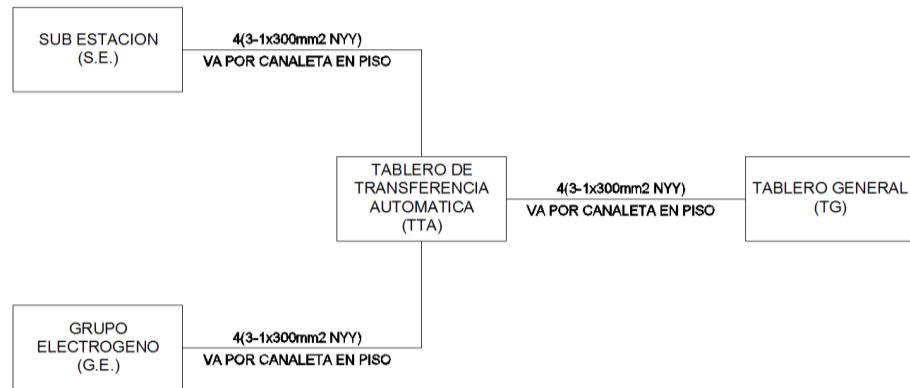 SUB ESTACION
(S.E.)
4(3-1x300mm2 NYY)
VA POR CANALETA EN PISO
TABLERO DE
TRANSFERENCIA
AUTOMATICA
(TTA)
4(3-1x300mm2 NYY)
VA POR CANALETA EN PISO
TABLERO GENERAL
(TG)
GRUPO
ELECTROGENO
(G.E.)
4(3-1x300mm2 NYY)
VA POR CANALETA EN PISO